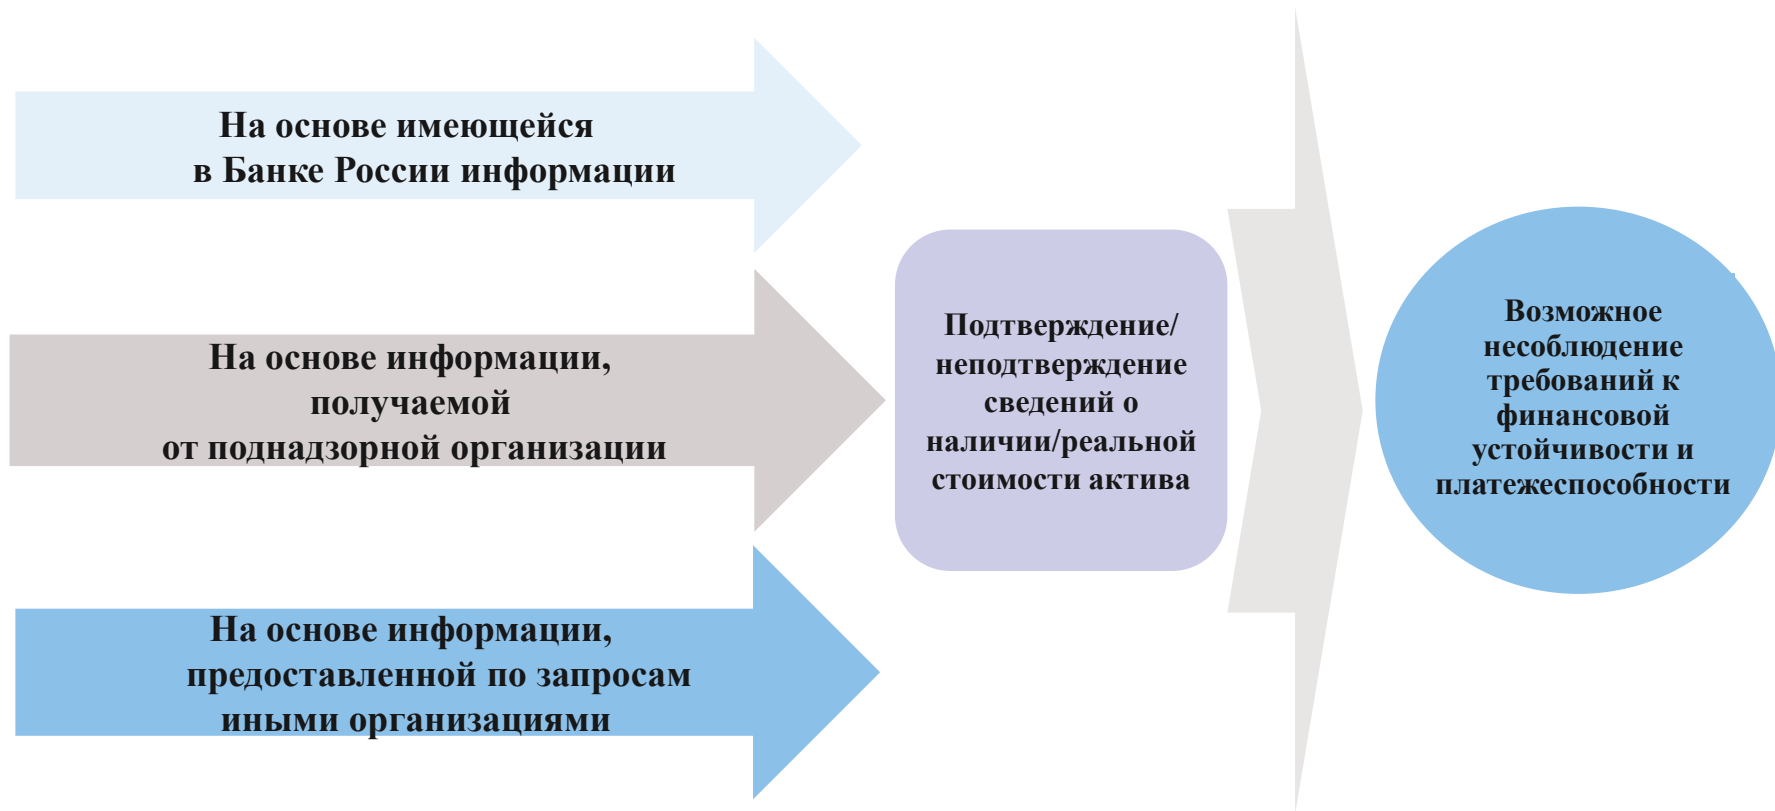 На основе имеющейся
в Банке России информации
На основе информации,
получаемой
от поднадзорной организации
На основе информации,
предоставленной по запросам
иными организациями
Подтверждение/
неподтверждение
сведений о
наличии/реальной
стоимости актива
Возможное
несоблюдение
требований к
финансовой
устойчивости и
платежеспособности